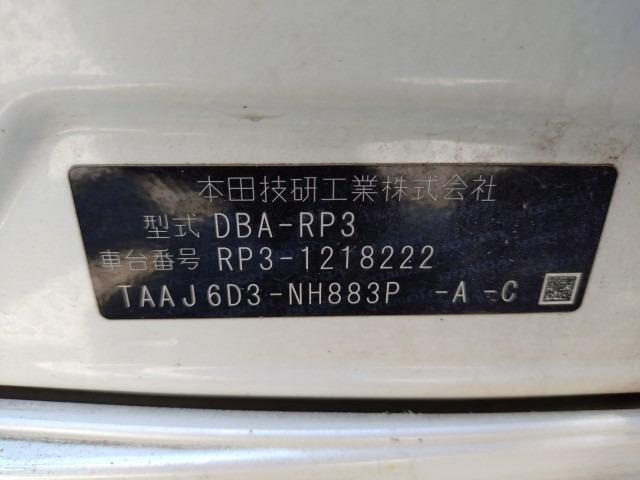 本田技研工業株式会社
型式 DBA-RP3
車台番号 RP3-1218222
TAAJ6D3-NH883P -A-C